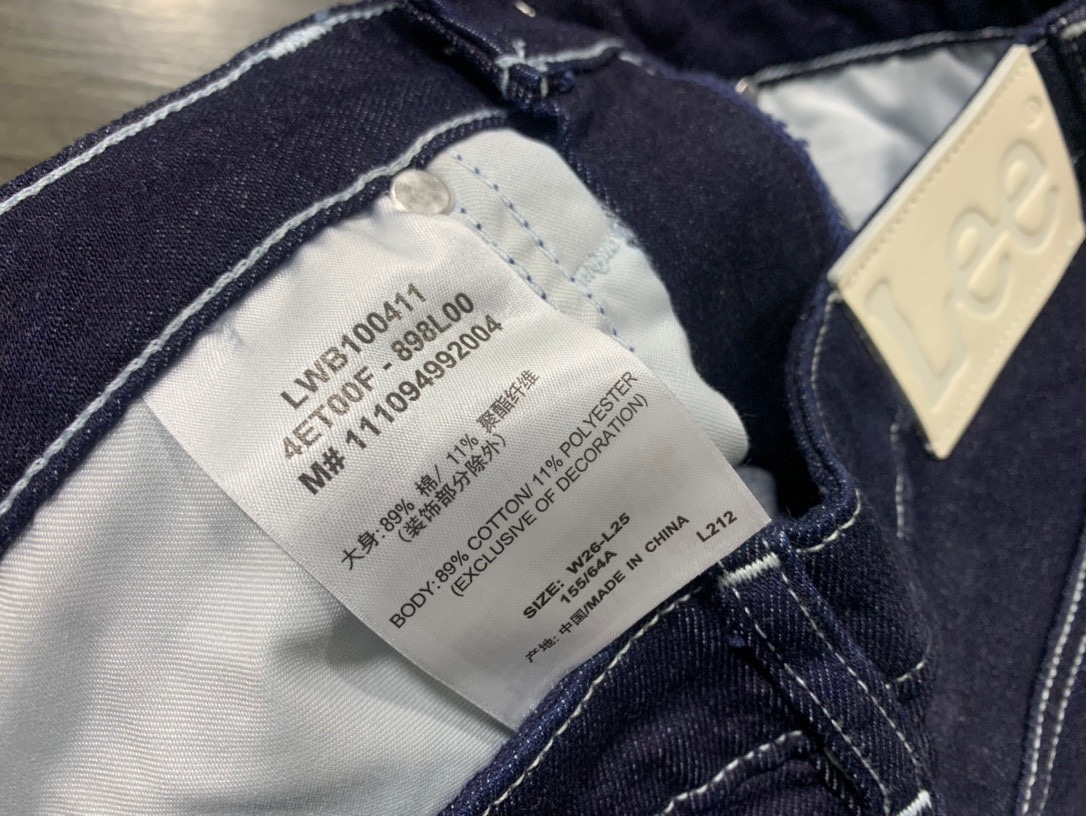 LWB100411
4ET00F - 898L00
M# 111094992004
大身:89% 棉/ 11% 聚酯纤维
(装饰部分除外)
BODY:89% COTTON/ 11% POLYESTER
(EXCLUSIVE OF DECORATION)
SIZE: W26-L25
155/64A
产地: 中国/MADE IN CHINA
L212
Lee®